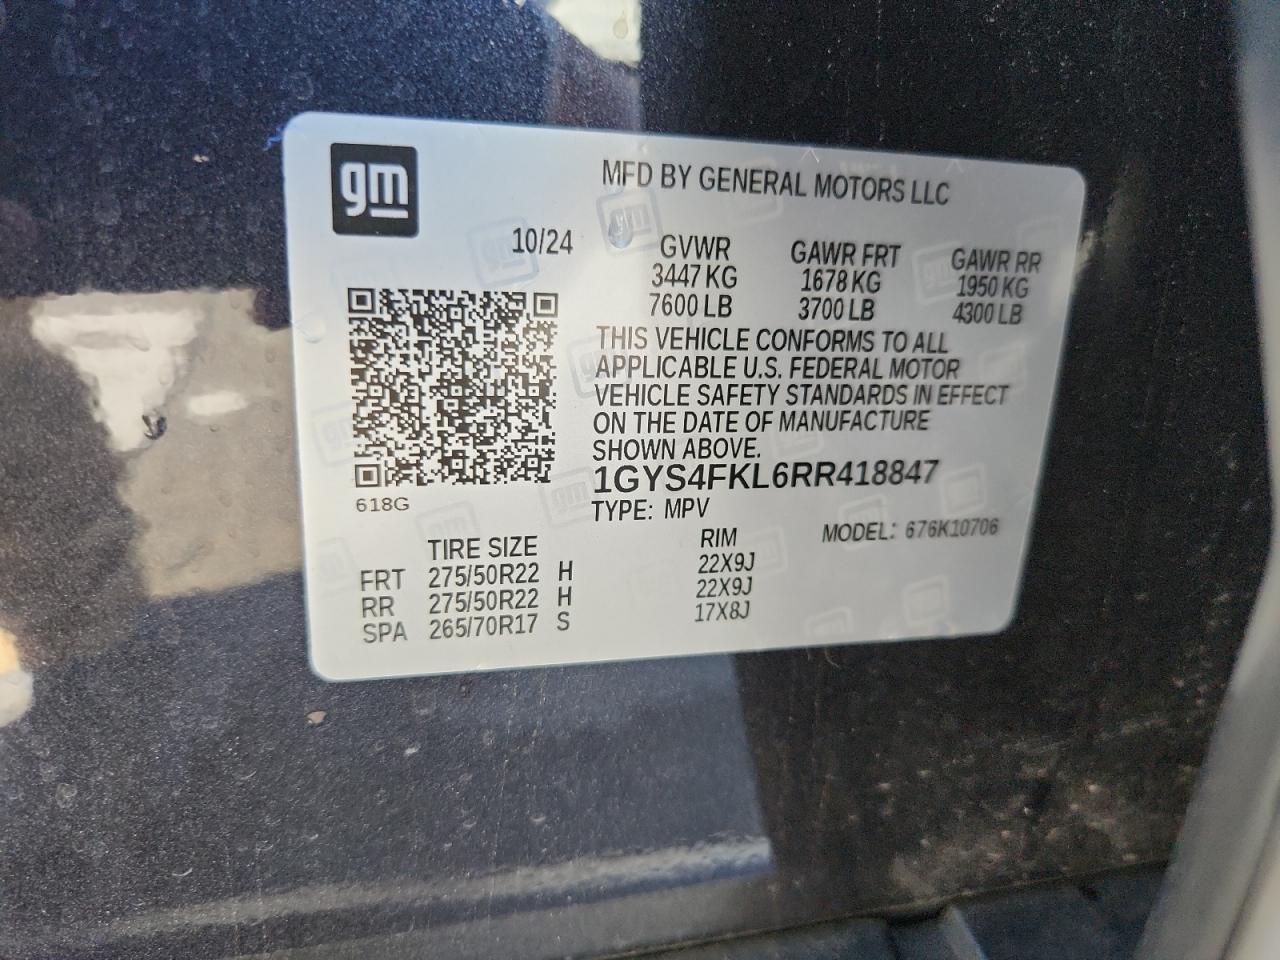 gm
MFD BY GENERAL MOTORS LLC
10/24
GVWR GAWR FRT GAWR RR
3447 KG 1678 KG 1950 KG
7600 LB 3700 LB 4300 LB
THIS VEHICLE CONFORMS TO ALL
APPLICABLE U.S. FEDERAL MOTOR
VEHICLE SAFETY STANDARDS IN EFFECT
ON THE DATE OF MANUFACTURE
SHOWN ABOVE.
1GYS4FKL6RR418847
618G
TYPE: MPV
MODEL: 676K10706
TIRE SIZE RIM
FRT 275/50R22 H 22X9J
RR 275/50R22 H 22X9J
SPA 265/70R17 S 17X8J